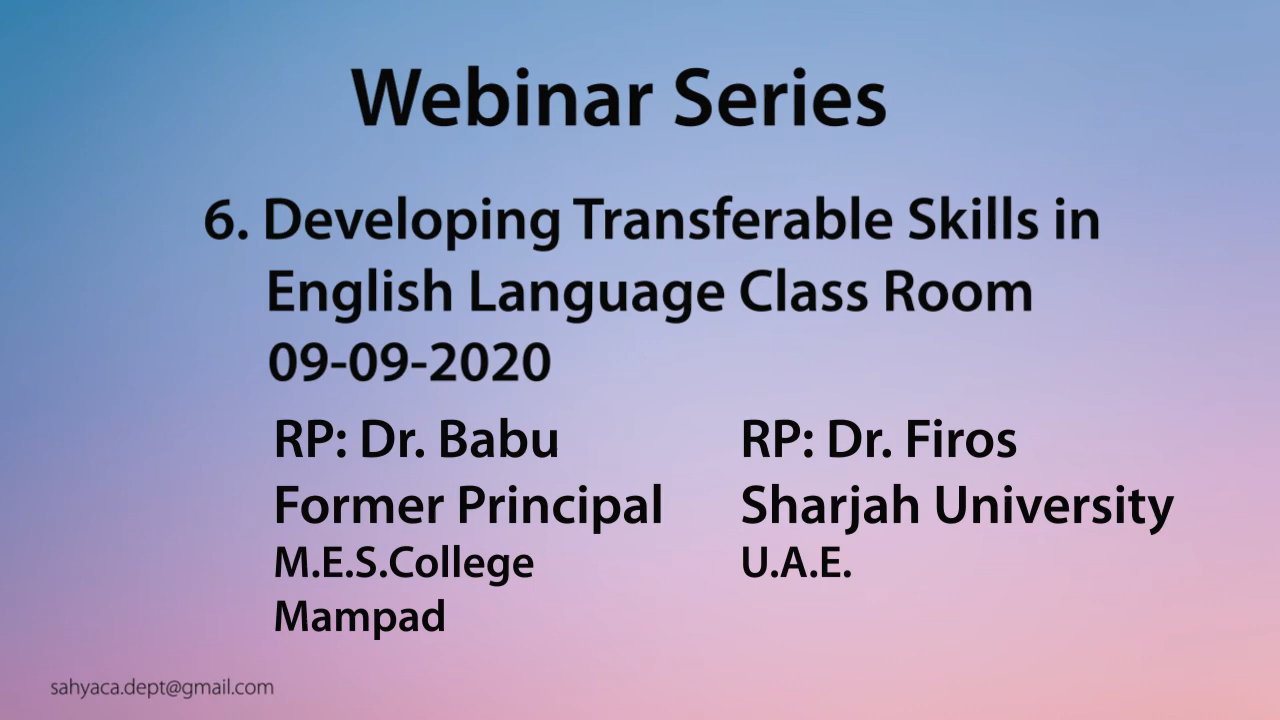 Webinar Series
6. Developing Transferable Skills in
English Language Class Room
09-09-2020
RP: Dr. Babu
Former Principal
M.E.S.College
Mampad
RP: Dr. Firos
Sharjah University
U.A.E.
sahyaca.dept@gmail.com